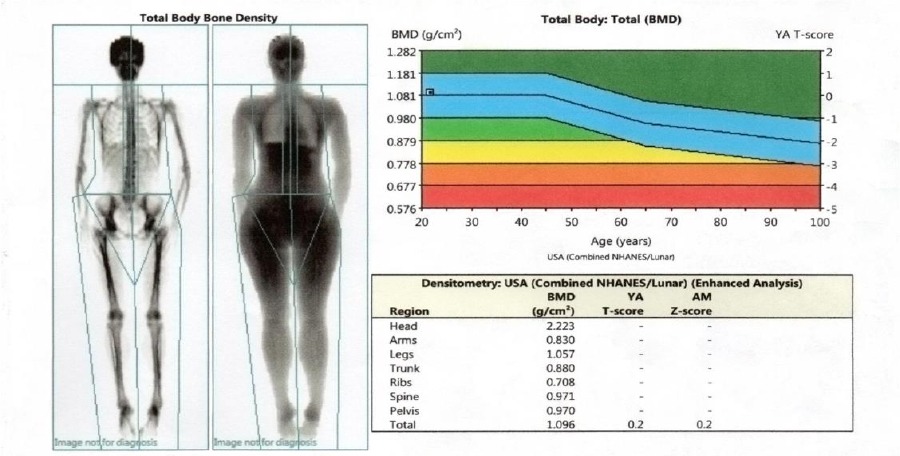 Total Body Bone Density
Image not for diagnosis
Image not for diagnosis
Total Body: Total (BMD)
BMD (g/cm²) YA T-score
1.282 2
1.181 1
1.081 0
0.980 -1
0.879 -2
0.778 -3
0.677 -4
0.576 -5
20 30 40 50 60 70 80 90 100
Age (years)
USA (Combined NHANES/Lunar)
Densitometry: USA (Combined NHANES/Lunar) (Enhanced Analysis)
BMD YA AM
Region (g/cm²) T-score Z-score
Head 2.223 - -
Arms 0.830 - -
Legs 1.057 - -
Trunk 0.880 - -
Ribs 0.708 - -
Spine 0.971 - -
Pelvis 0.970 - -
Total 1.096 0.2 0.2